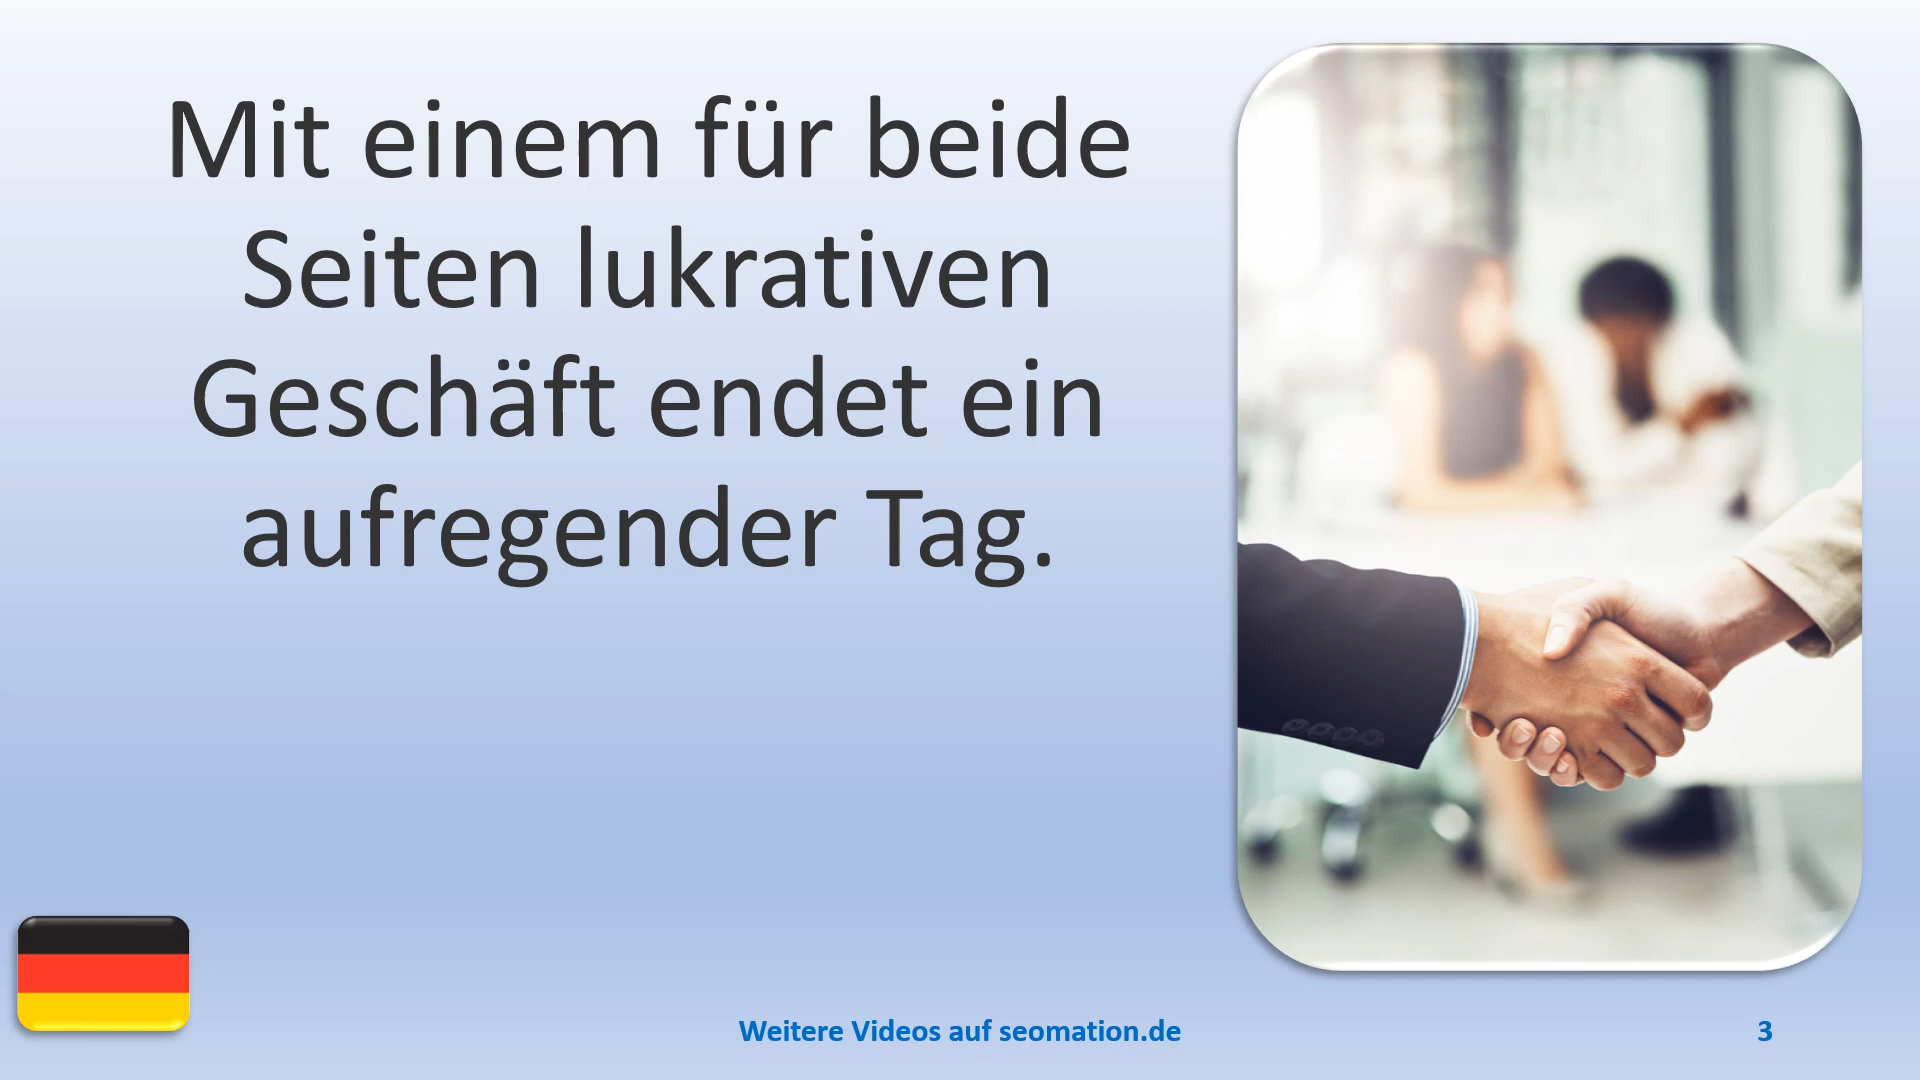 Mit einem für beide
Seiten lukrativen
Geschäft endet ein
aufregender Tag.
Weitere Videos auf seomation.de
3